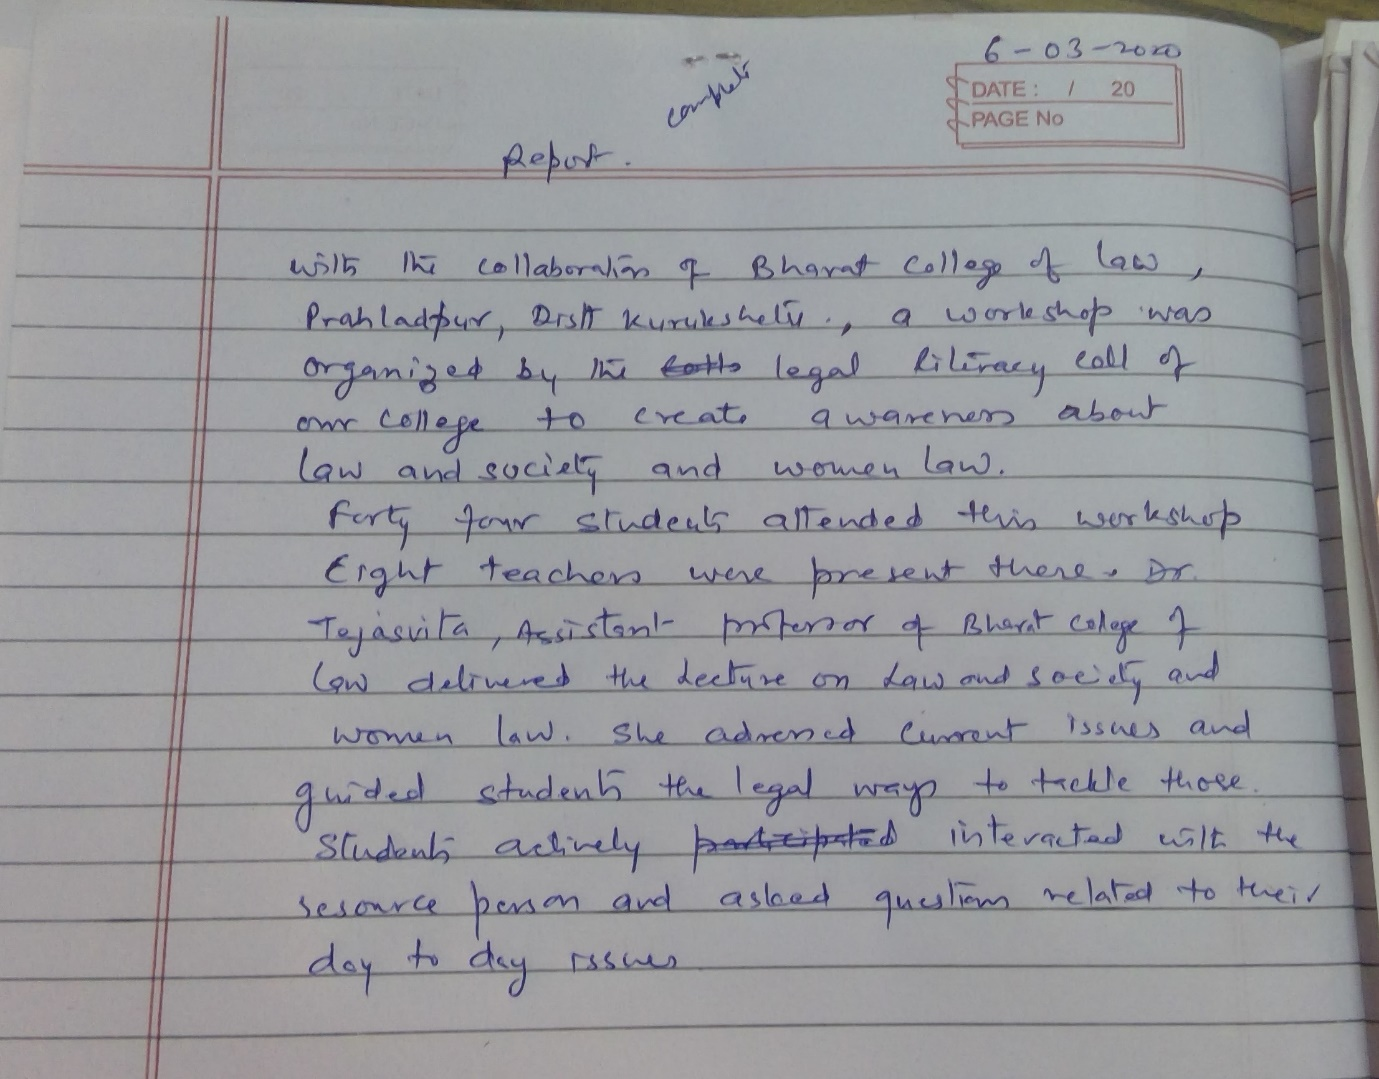 6-03-2020
complete
DATE: / 20
PAGE No
Report.
with the collaboration of Bharat College of law,
Prahladpur, Distt Kurukshetra, a workshop was
organized by the legal literacy cell of
our college to create awareness about
law and society and women law.
Forty four students attended this workshop
Eight teachers were present there. Dr.
Tejasvita, Assistant professor of Bharat College of
Law delivered the Lecture on Law and society and
women law. She adressed current issues and
guided students the legal ways to tackle those.
Students actively participated interacted with the
resource person and asked questions related to their
day to day issues